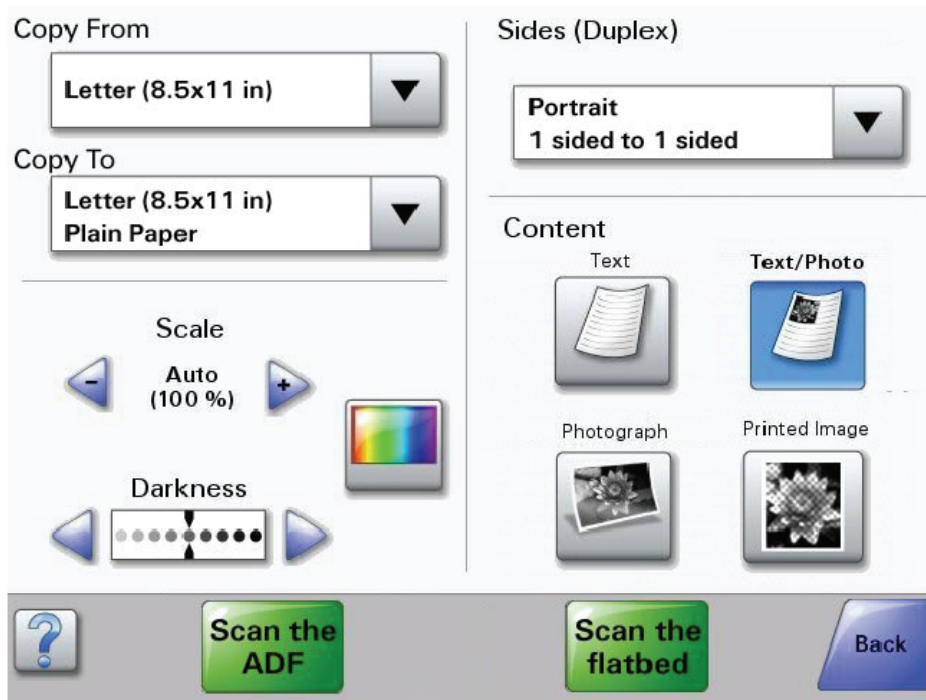 Copy From
Letter (8.5x11 in)
Copy To
Letter (8.5x11 in)
Plain Paper
Scale
-
Auto
(100 %)
+
Darkness
Sides (Duplex)
Portrait
1 sided to 1 sided
Content
Text
Text/Photo
Photograph
Printed Image
?
Scan the
ADF
Scan the
flatbed
Back